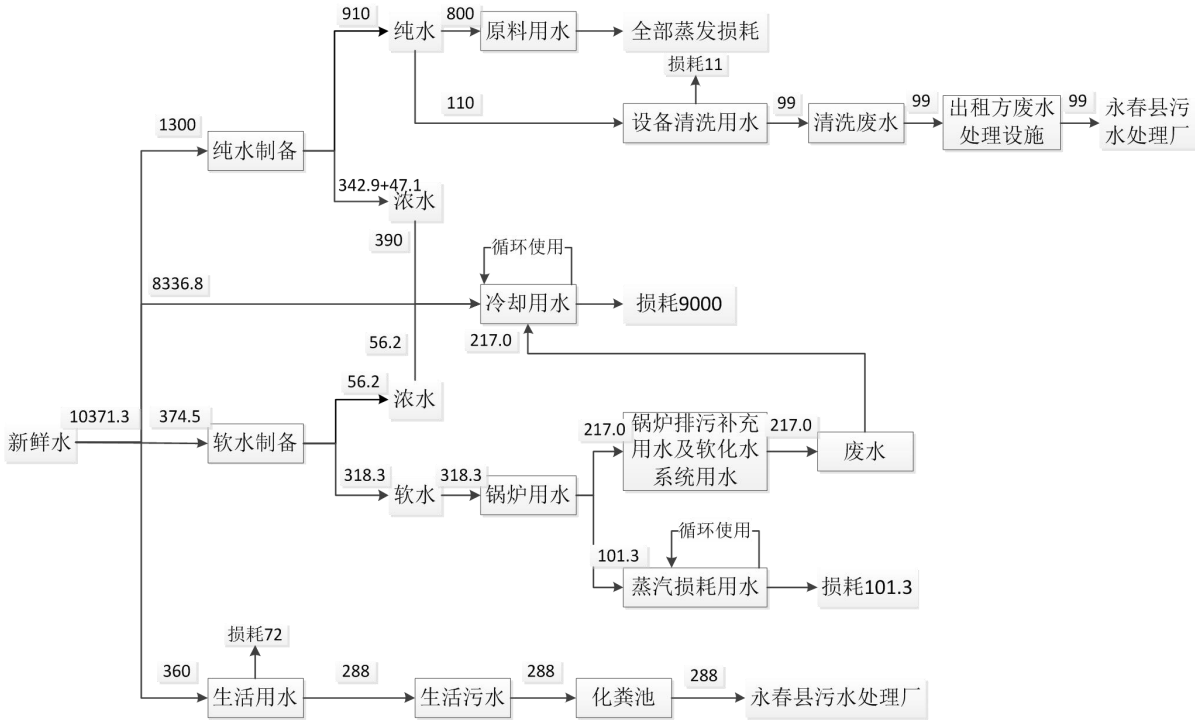 910
纯水
800
原料用水
全部蒸发损耗
损耗11
110
设备清洗用水
99
清洗废水
99
出租方废水
处理设施
99
永春县污
水处理厂
1300
纯水制备
342.9+47.1
浓水
390
循环使用
8336.8
冷却用水
损耗9000
217.0
56.2
56.2
浓水
新鲜水
10371.3
374.5
软水制备
318.3
软水
318.3
锅炉用水
217.0
锅炉排污补充
用水及软化水
系统用水
217.0
废水
循环使用
101.3
蒸汽损耗用水
损耗101.3
损耗72
360
生活用水
288
生活污水
288
化粪池
288
永春县污水处理厂